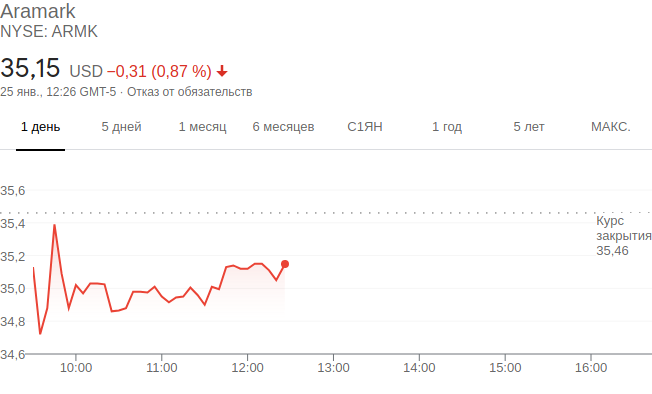 Aramark
NYSE: ARMK
35,15 USD −0,31 (0,87 %)
25 янв., 12:26 GMT-5 · Отказ от обязательств
1 день 5 дней 1 месяц 6 месяцев С1ЯН 1 год 5 лет МАКС.
35,6
35,4
Курс
закрытия
35,46
35,2
35,0
34,8
34,6
10:00 11:00 12:00 13:00 14:00 15:00 16:00